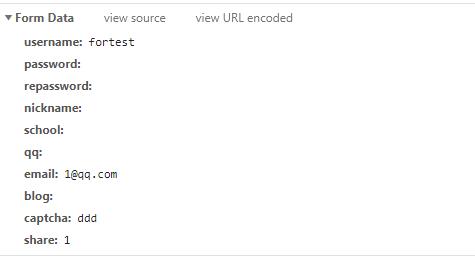 Form Data view source view URL encoded
username: fortest
password:
repassword:
nickname:
school:
qq:
email: 1@qq.com
blog:
captcha: ddd
share: 1